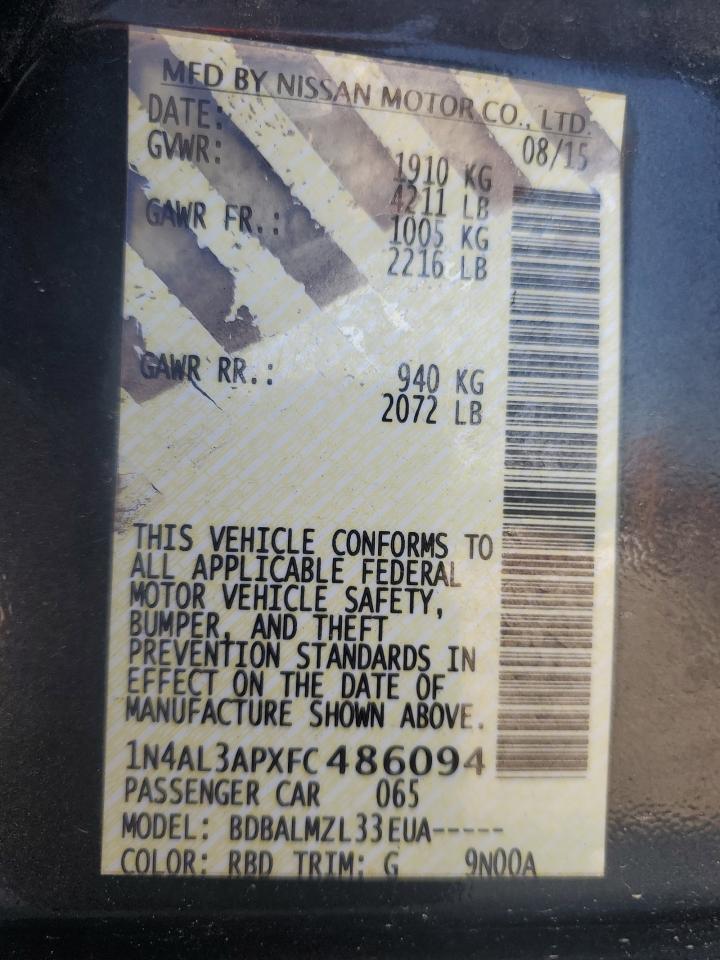 MFD BY NISSAN MOTOR CO., LTD.
DATE: 08/15
GVWR: 1910 KG
4211 LB
GAWR FR.: 1005 KG
2216 LB
GAWR RR.: 940 KG
2072 LB
THIS VEHICLE CONFORMS TO
ALL APPLICABLE FEDERAL
MOTOR VEHICLE SAFETY,
BUMPER, AND THEFT
PREVENTION STANDARDS IN
EFFECT ON THE DATE OF
MANUFACTURE SHOWN ABOVE.
1N4AL3APXFC486094
PASSENGER CAR 065
MODEL: BDBALMZL33EUA-----
COLOR: RBD TRIM: G 9N00A